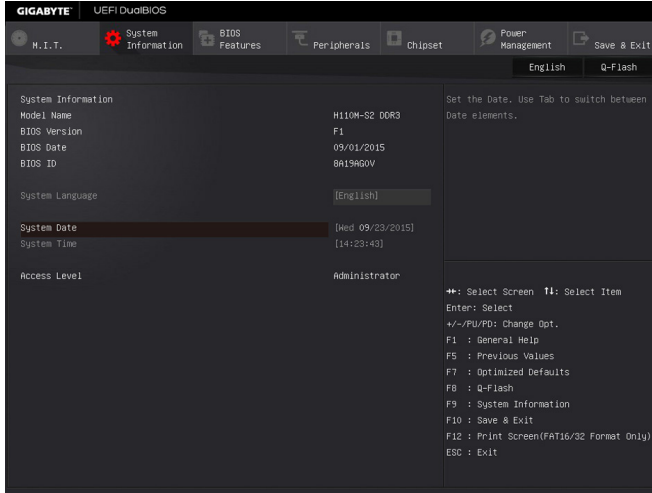 GIGABYTE™ UEFI DualBIOS
M.I.T. System Information BIOS Features Peripherals Chipset Power Management Save & Exit
English Q-Flash
System Information
Model Name H110M-S2 DDR3
BIOS Version F1
BIOS Date 09/01/2015
BIOS ID 8A19AG0V
System Language [English]
System Date [Wed 09/23/2015]
System Time [14:23:43]
Access Level Administrator
Set the Date. Use Tab to switch between
Date elements.
→←: Select Screen ↑↓: Select Item
Enter: Select
+/-/PU/PD: Change Opt.
F1 : General Help
F5 : Previous Values
F7 : Optimized Defaults
F8 : Q-Flash
F9 : System Information
F10 : Save & Exit
F12 : Print Screen(FAT16/32 Format Only)
ESC : Exit